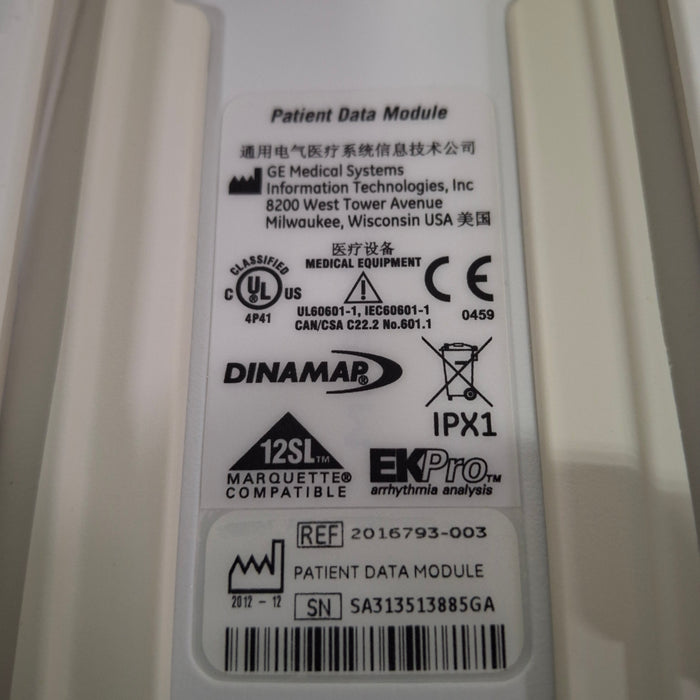 Patient Data Module
通用电气医疗系统信息技术公司
GE Medical Systems
Information Technologies, Inc
8200 West Tower Avenue
Milwaukee, Wisconsin USA 美国
医疗设备
MEDICAL EQUIPMENT
CLASSIFIED
C UL® US
4P41
UL60601-1, IEC60601-1
CAN/CSA C22.2 No.601.1
CE
0459
DINAMAP®
IPX1
12SL™
MARQUETTE®
COMPATIBLE
EKPro™
arrhythmia analysis
REF 2016793-003
PATIENT DATA MODULE
2012 - 12
SN SA313513885GA